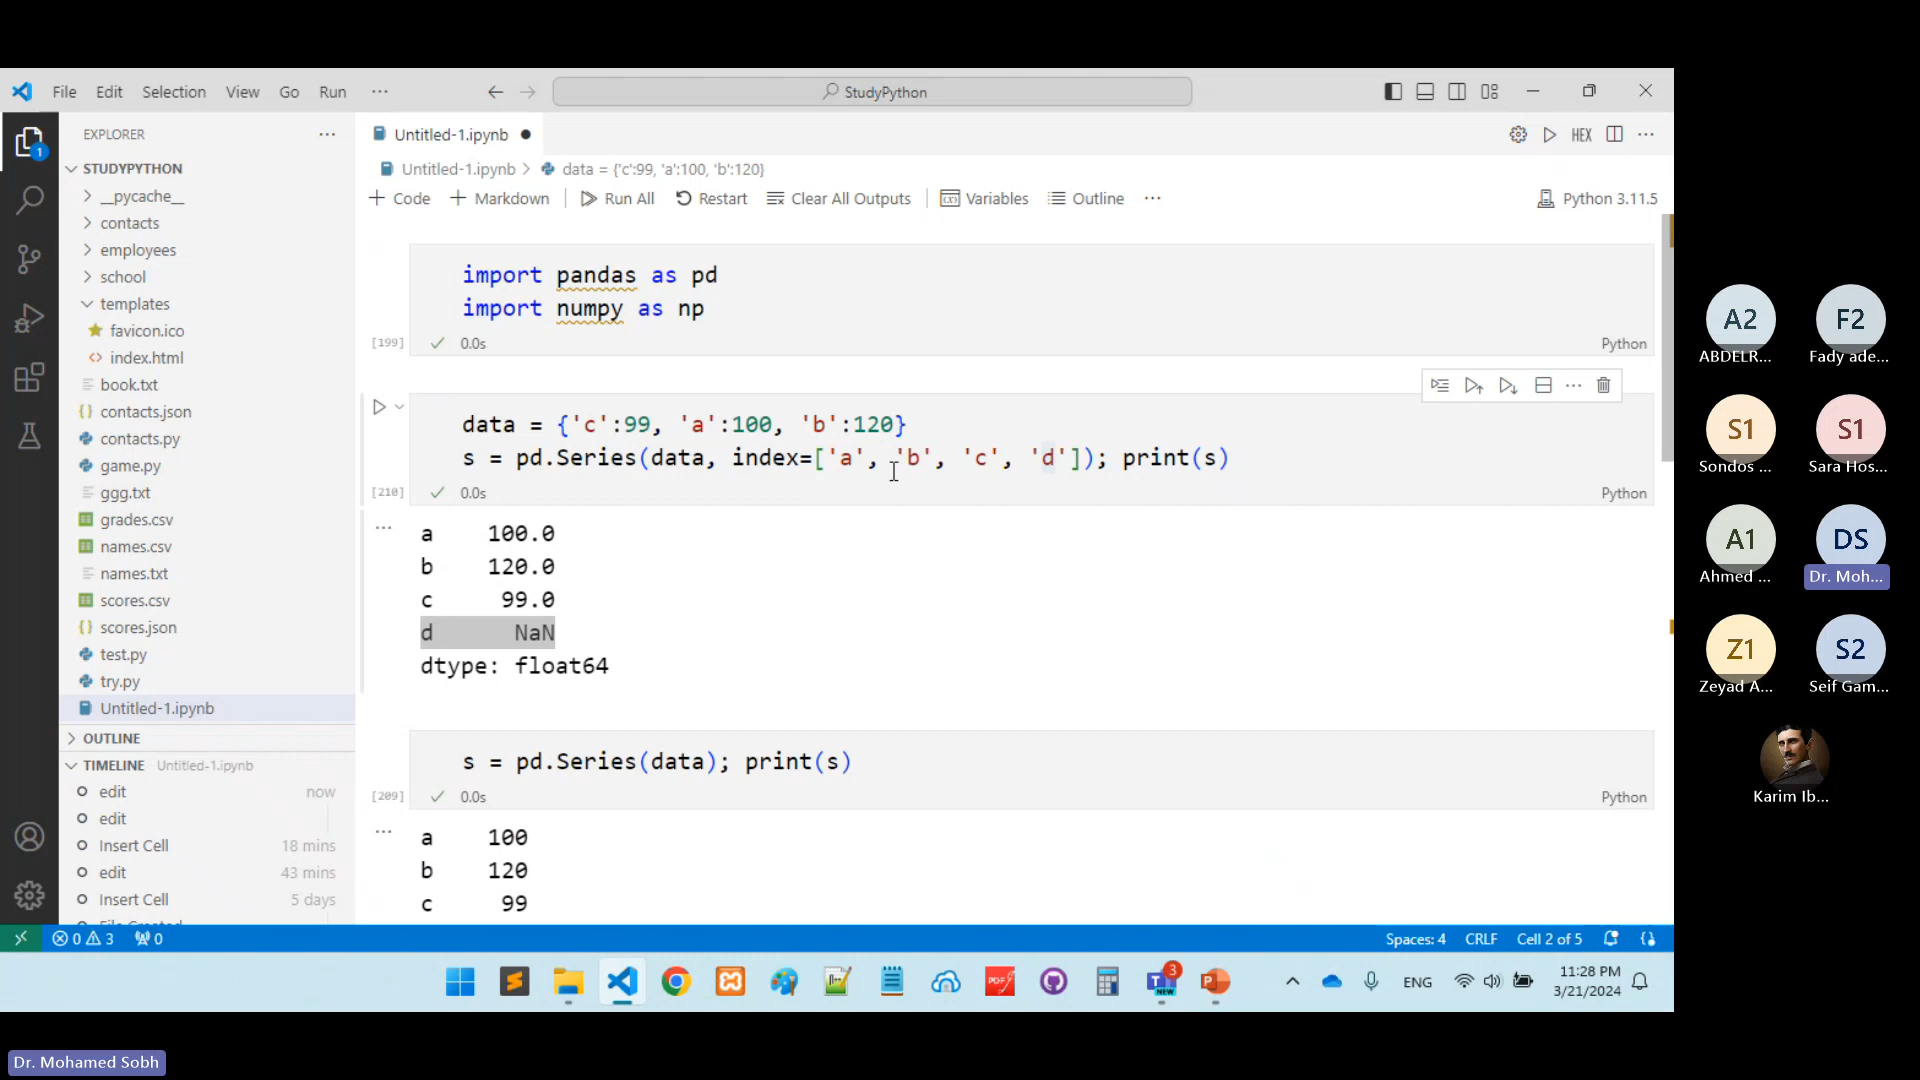 File Edit Selection View Go Run ··· StudyPython
EXPLORER ···
STUDYPYTHON
__pycache__
contacts
employees
school
templates
favicon.ico
index.html
book.txt
contacts.json
contacts.py
game.py
ggg.txt
grades.csv
names.csv
names.txt
scores.csv
scores.json
test.py
try.py
Untitled-1.ipynb
OUTLINE
TIMELINE Untitled-1.ipynb
edit now
edit
Insert Cell 18 mins
edit 43 mins
Insert Cell 5 days
Untitled-1.ipynb HEX
Untitled-1.ipynb > data = {'c':99, 'a':100, 'b':120}
+ Code + Markdown Run All Restart Clear All Outputs Variables Outline ··· Python 3.11.5
import pandas as pd
import numpy as np
[199] 0.0s Python
data = {'c':99, 'a':100, 'b':120}
s = pd.Series(data, index=['a', 'b', 'c', 'd']); print(s)
[210] 0.0s Python
a 100.0
b 120.0
c 99.0
d NaN
dtype: float64
s = pd.Series(data); print(s)
[209] 0.0s Python
a 100
b 120
c 99
0 3 0 Spaces: 4 CRLF Cell 2 of 5
ENG 11:28 PM
3/21/2024
A2 F2
ABDELR... Fady ade...
S1 S1
Sondos ... Sara Hos...
A1 DS
Ahmed ... Dr. Moh...
Z1 S2
Zeyad A... Seif Gam...
Karim Ib...
Dr. Mohamed Sobh